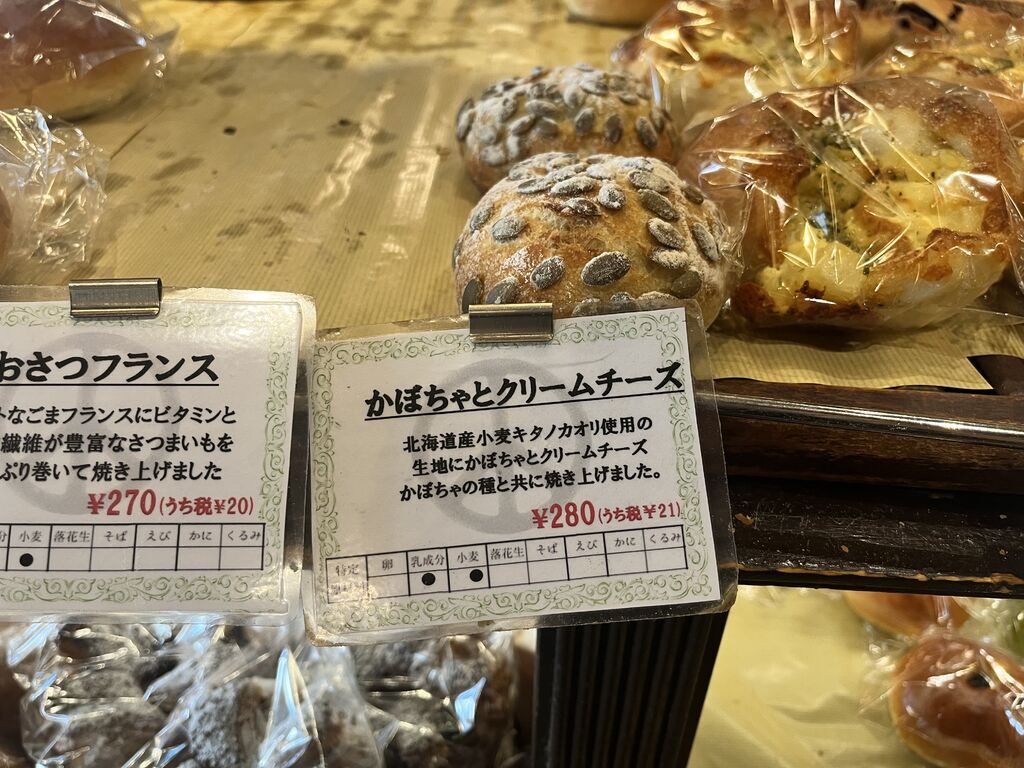 おさつフランス
なごまフランスにビタミンと
繊維が豊富なさつまいもを
ぷり巻いて焼き上げました
¥270(うち税¥20)
小麦 落花生 そば えび かに くるみ
●
かぼちゃとクリームチーズ
北海道産小麦キタノカオリ使用の
生地にかぼちゃとクリームチーズ
かぼちゃの種と共に焼き上げました。
¥280(うち税¥21)
特定 卵 乳成分 小麦 落花生 そば えび かに くるみ
● ●